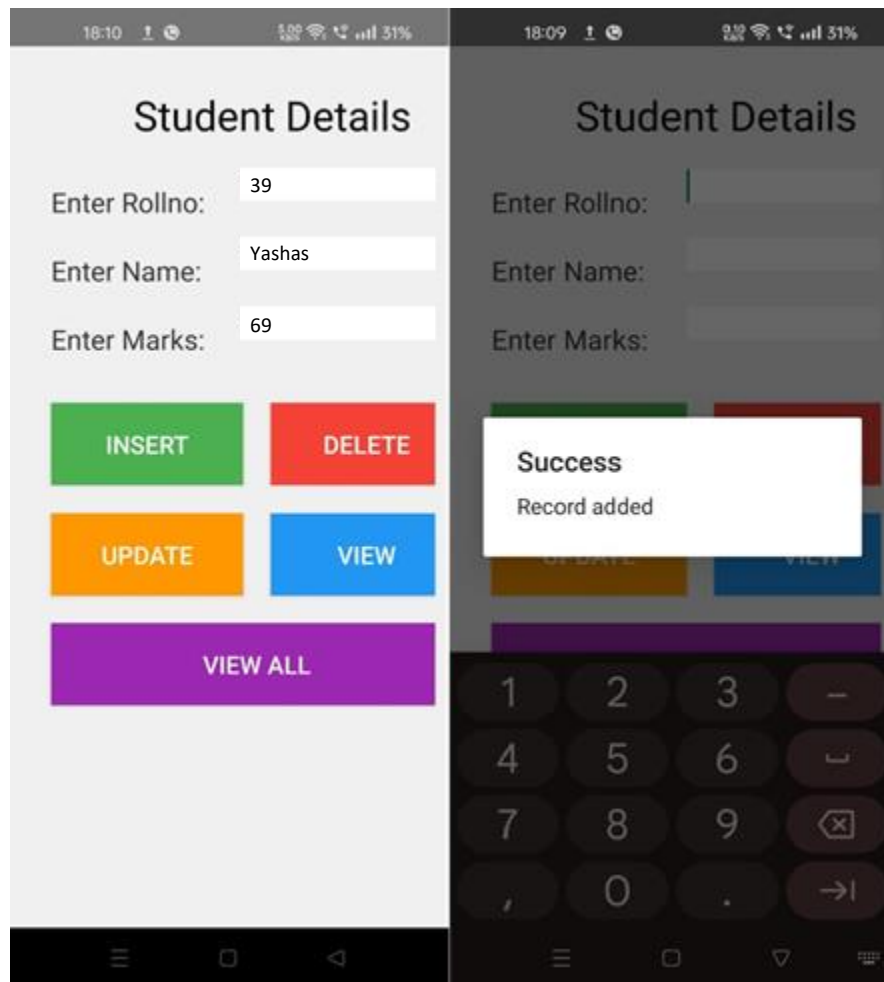 18:10 31%
Student Details
Enter Rollno: 39
Enter Name: Yashas
Enter Marks: 69
INSERT DELETE
UPDATE VIEW
VIEW ALL
18:09 31%
Student Details
Enter Rollno:
Enter Name:
Enter Marks:
Success
Record added
UPDATE VIEW
1 2 3 -
4 5 6
7 8 9
, 0 .